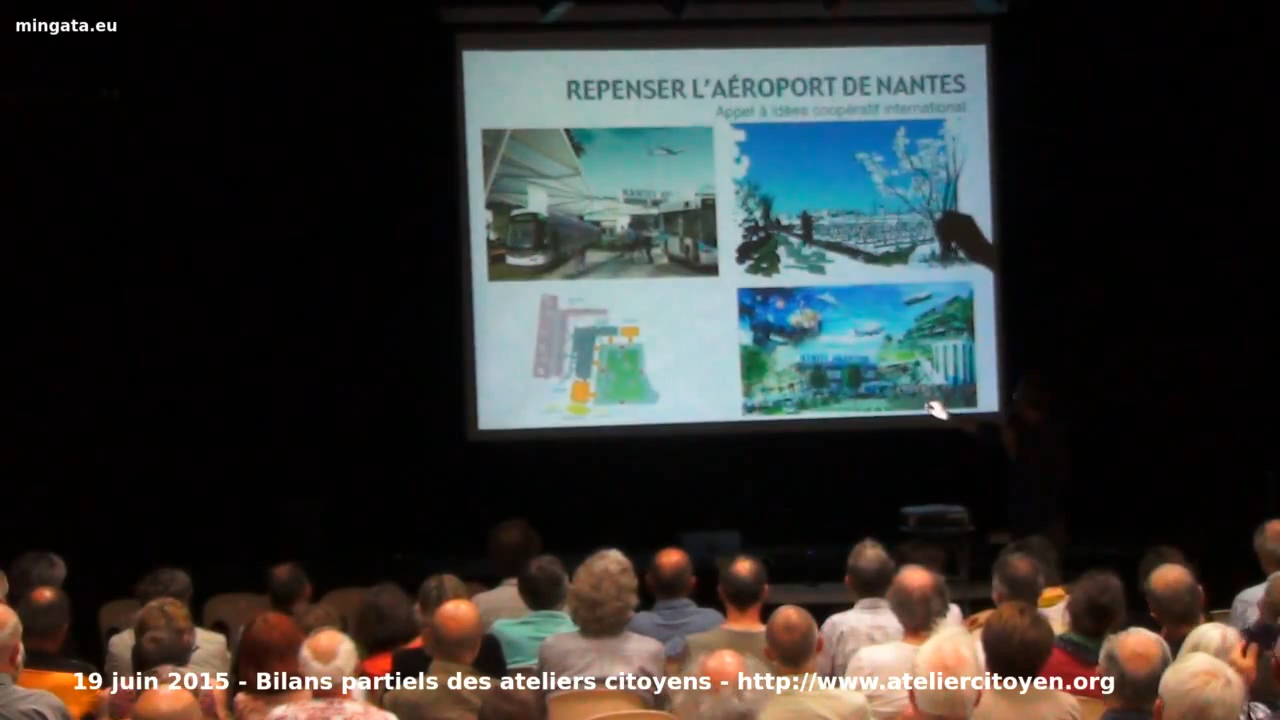 mingata.eu
REPENSER L'AÉROPORT DE NANTES
Appel à idées coopératif international
NANTES
19 juin 2015 - Bilans partiels des ateliers citoyens - http://www.ateliercitoyen.org